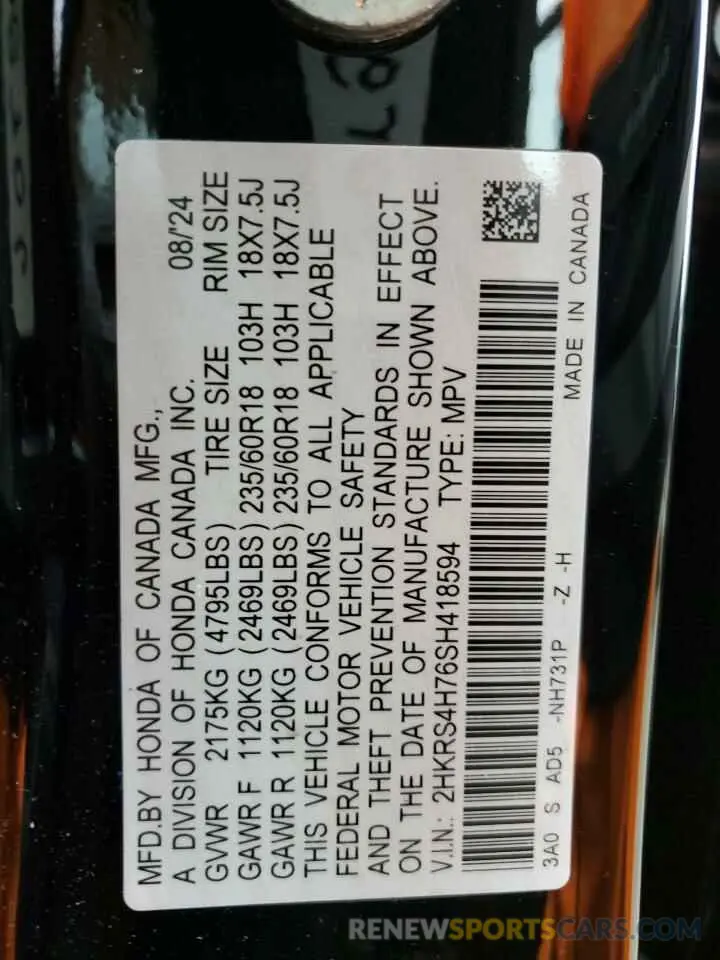 MFD.BY HONDA OF CANADA MFG.,
A DIVISION OF HONDA CANADA INC. 08/'24
GVWR 2175KG (4795LBS) TIRE SIZE RIM SIZE
GAWR F 1120KG (2469LBS) 235/60R18 103H 18X7.5J
GAWR R 1120KG (2469LBS) 235/60R18 103H 18X7.5J
THIS VEHICLE CONFORMS TO ALL APPLICABLE
FEDERAL MOTOR VEHICLE SAFETY
AND THEFT PREVENTION STANDARDS IN EFFECT
ON THE DATE OF MANUFACTURE SHOWN ABOVE.
V.I.N.: 2HKRS4H76SH418594 TYPE: MPV
3A0 S AD5 -NH731P -Z -H
MADE IN CANADA
RENEWSPORTSCARS.COM